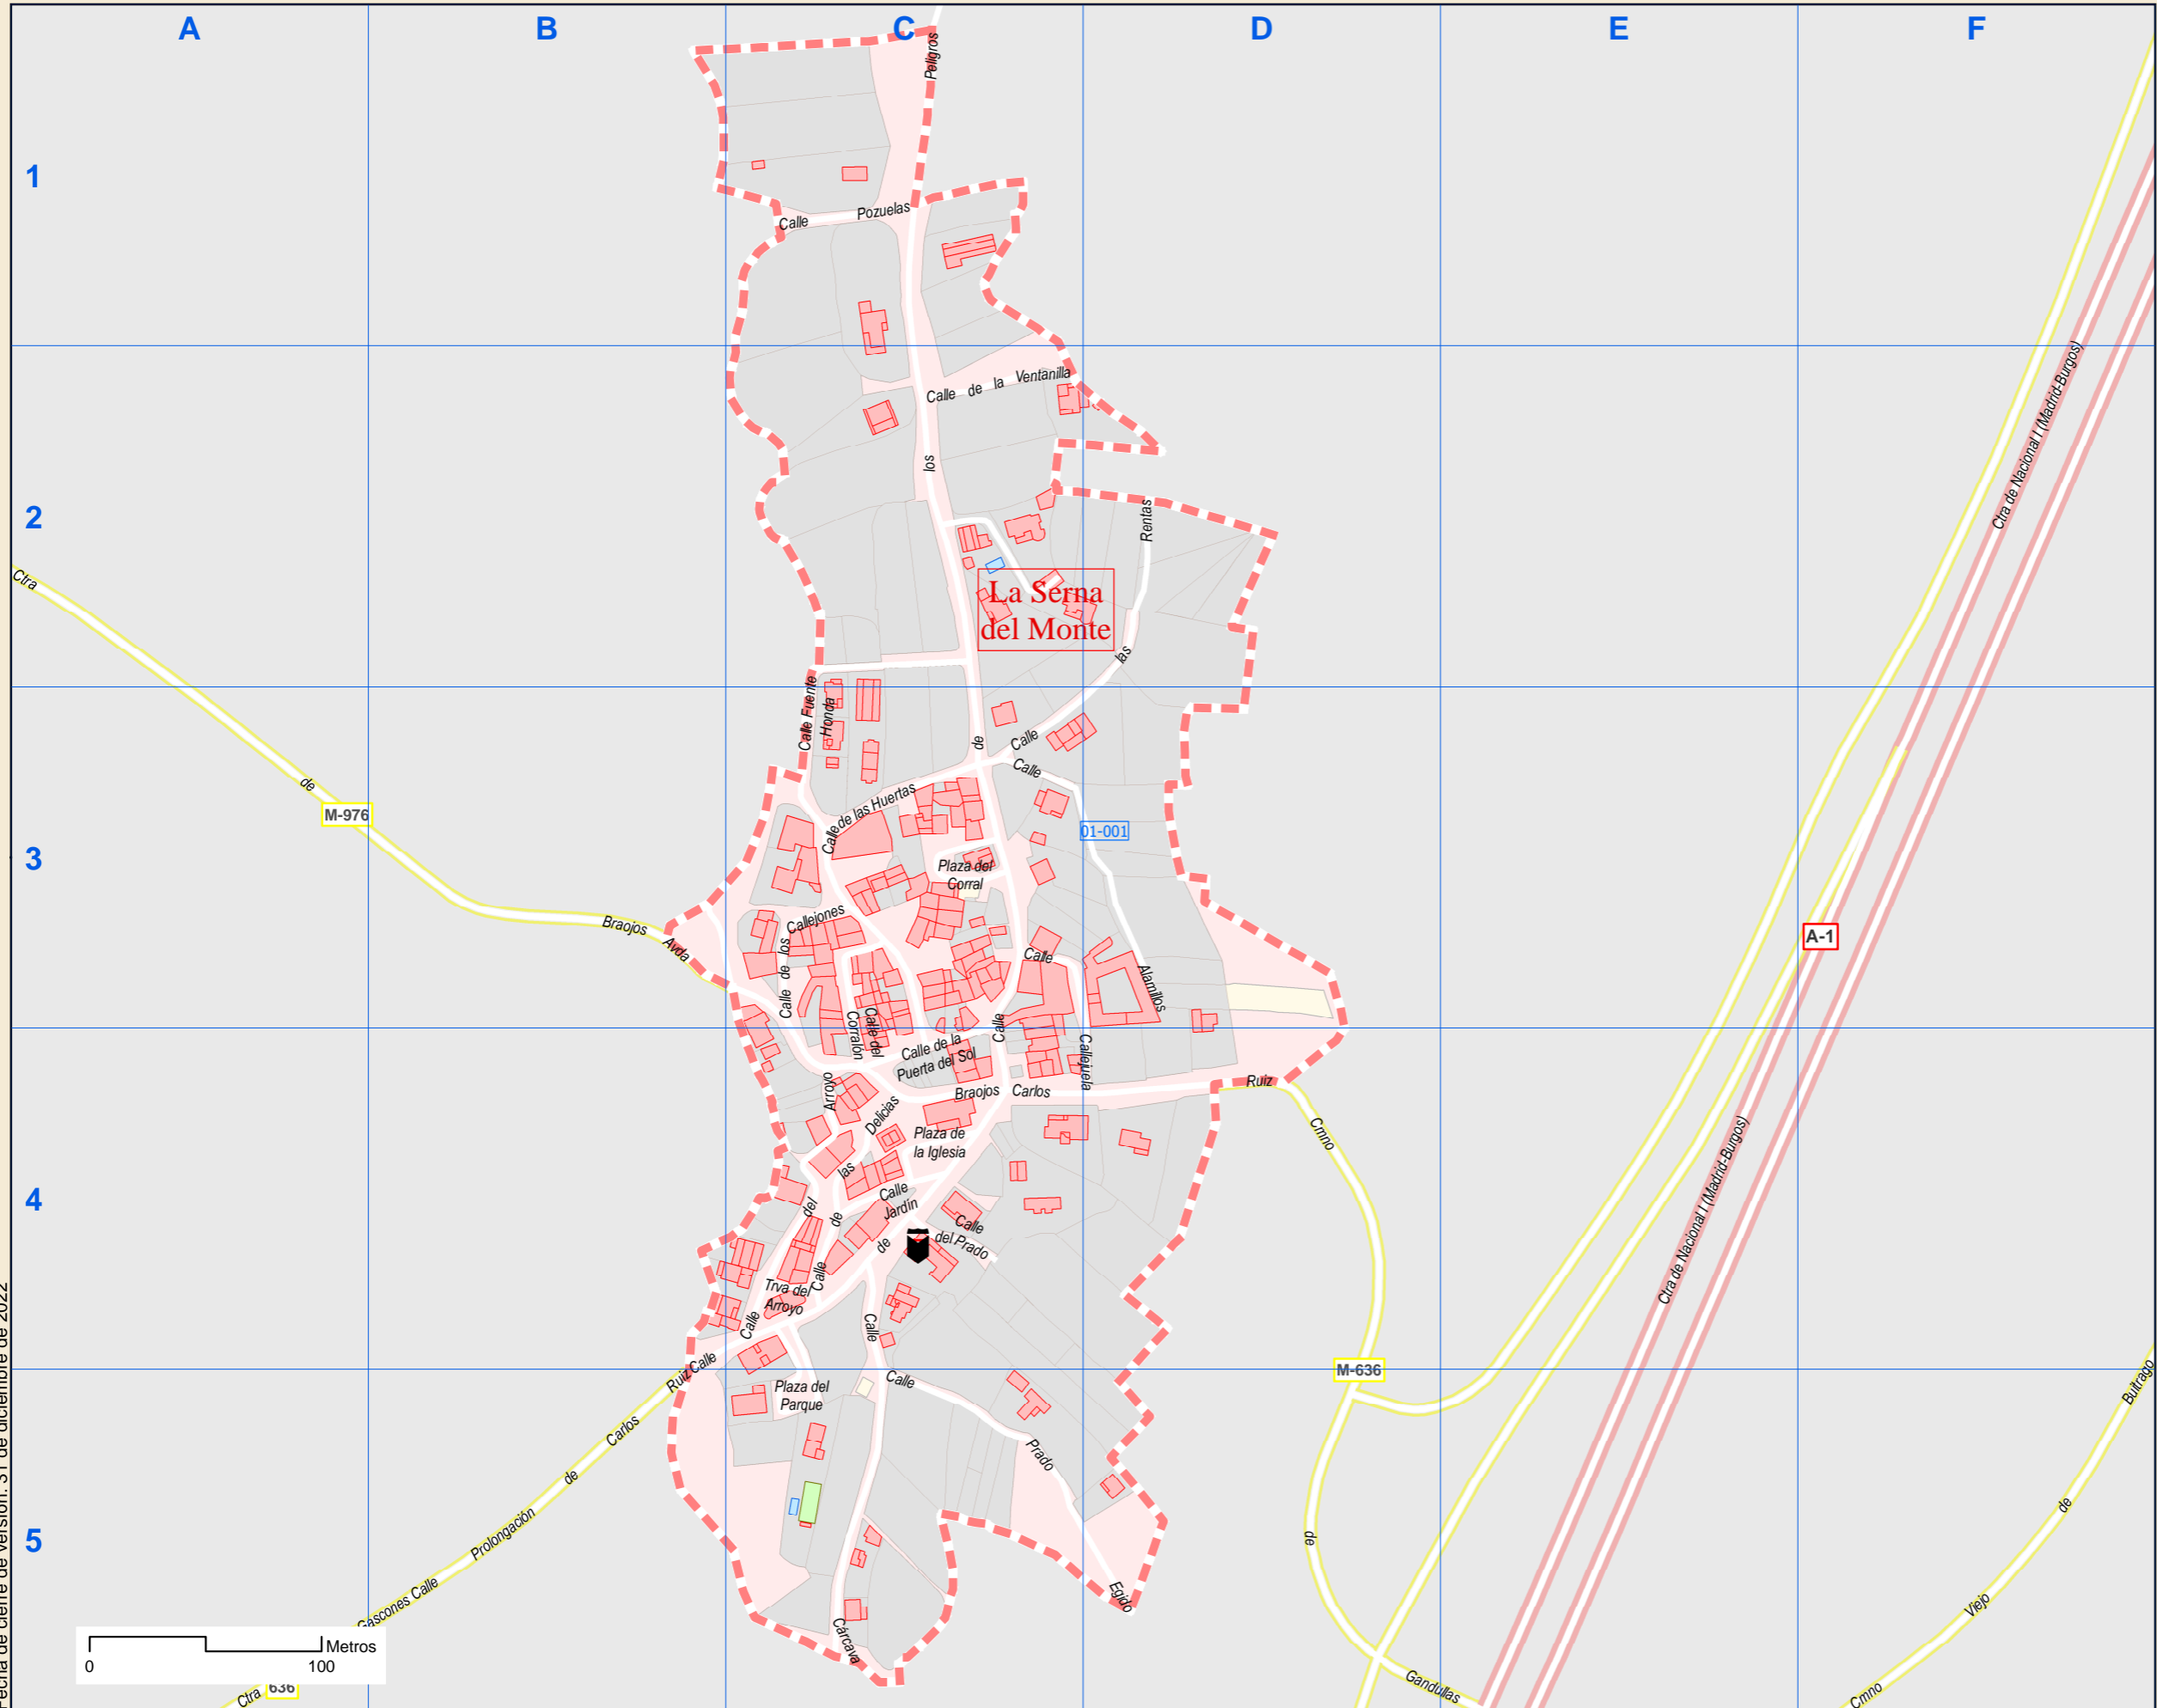 A
B
C
D
E
F
1
2
3
4
5
Peligros
Calle Pozuelas
Calle de la Ventanilla
los
Rentas
La Serna
del Monte
las
Ctra
de
M-976
Braojos
Avda
Calle Fuente
Honda
de
Calle
Calle
Calle de las Huertas
01-001
Plaza del
Corral
Callejones
Calle de los
Calle
Alamillos
A-1
Ctra de Nacional I (Madrid-Burgos)
Corralon
Calle del
Calle de la
Puerta del Sol
Calle
Callejuela
Arroyo
Braojos
Carlos
Ruiz
Delicias
Plaza de
la Iglesia
Cmno
las
Calle
Jardín
del
de
de
Calle
del Prado
Ctra de Nacional I (Madrid-Burgos)
Trva del
Arroyo
Calle
Calle
Calle
Ruiz Calle
M-636
Buitrago
Plaza del
Parque
Calle
Carlos
de
Prado
Prolongación
de
de
Gascones Calle
Egido
Viejo
Cárcava
Metros
0
100
Ctra
636
Gandullas
Cmno
Fecha de cierre de versión: 31 de diciembre de 2022